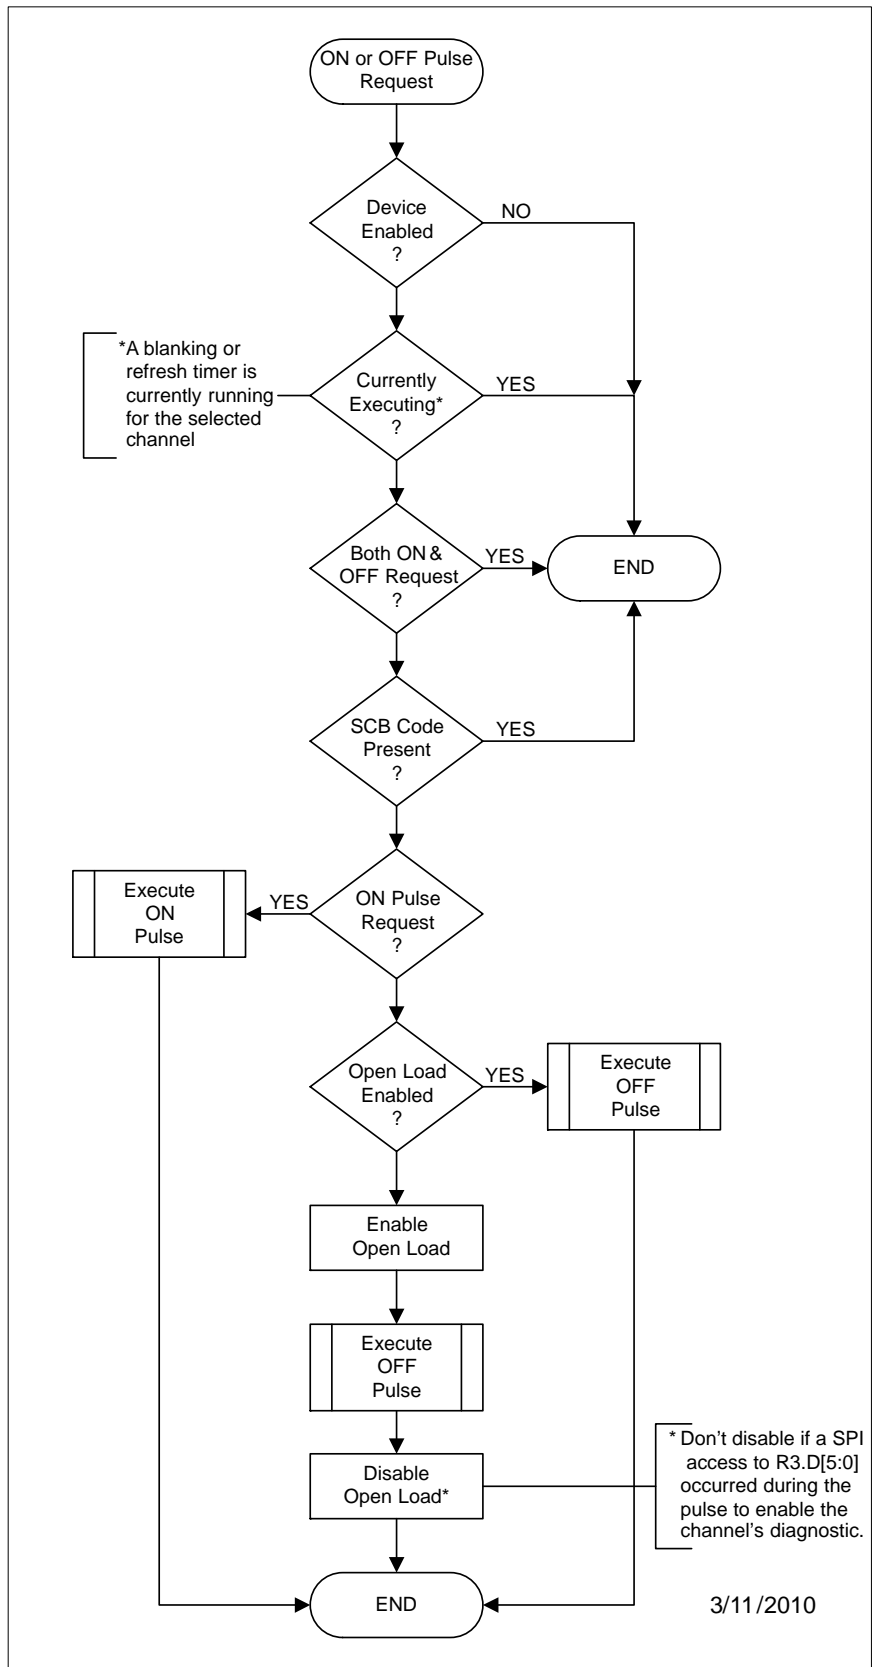 ON or OFF Pulse
Request
Device
Enabled
?
NO
*A blanking or
refresh timer is
currently running
for the selected
channel
Currently
Executing*
?
YES
Both ON &
OFF Request
?
YES
END
SCB Code
Present
?
YES
Execute
ON
Pulse
YES
ON Pulse
Request
?
Open Load
Enabled
?
YES
Execute
OFF
Pulse
Enable
Open Load
Execute
OFF
Pulse
Disable
Open Load*
* Don't disable if a SPI
access to R3.D[5:0]
occurred during the
pulse to enable the
channel's diagnostic.
END
3/11/2010